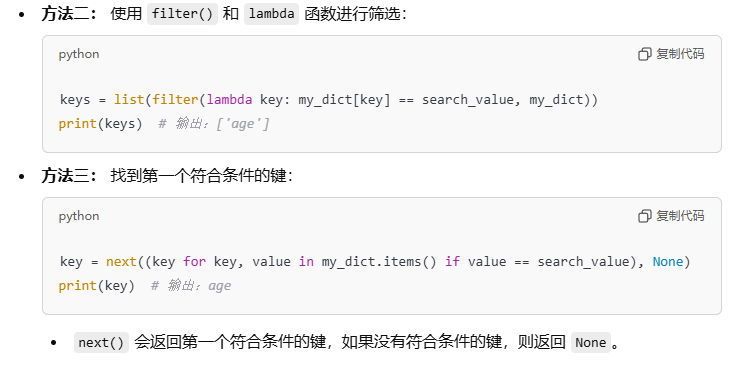 方法二： 使用 filter() 和 lambda 函数进行筛选：
python 复制代码
keys = list(filter(lambda key: my_dict[key] == search_value, my_dict))
print(keys)  # 输出：['age']
方法三： 找到第一个符合条件的键：
python 复制代码
key = next((key for key, value in my_dict.items() if value == search_value), None)
print(key)  # 输出：age
next() 会返回第一个符合条件的键，如果没有符合条件的键，则返回 None 。